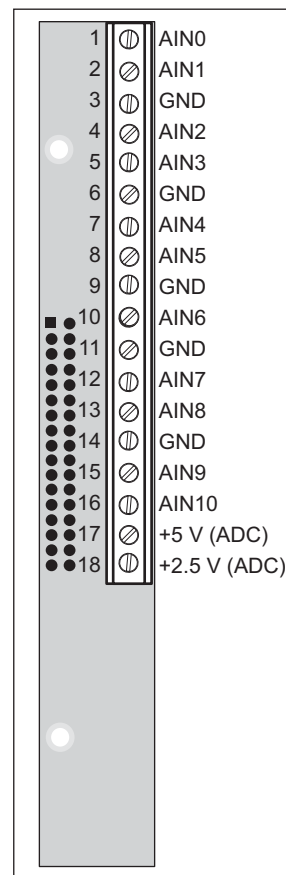 1 AIN0
2 AIN1
3 GND
4 AIN2
5 AIN3
6 GND
7 AIN4
8 AIN5
9 GND
10 AIN6
11 GND
12 AIN7
13 AIN8
14 GND
15 AIN9
16 AIN10
17 +5 V (ADC)
18 +2.5 V (ADC)